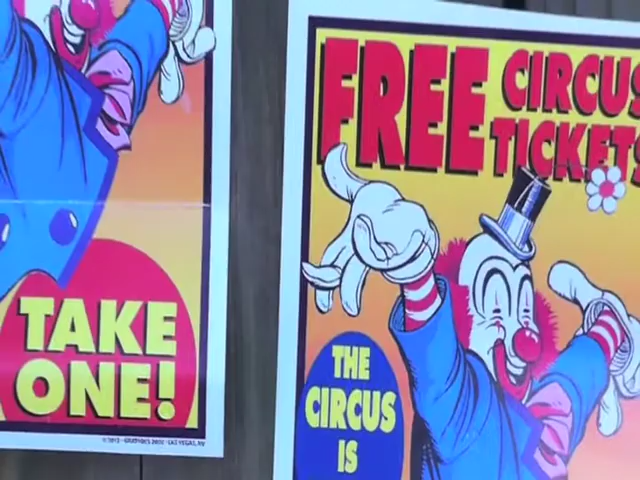 TAKE
ONE!
FREE
CIRCUS
TICKETS
THE
CIRCUS
IS